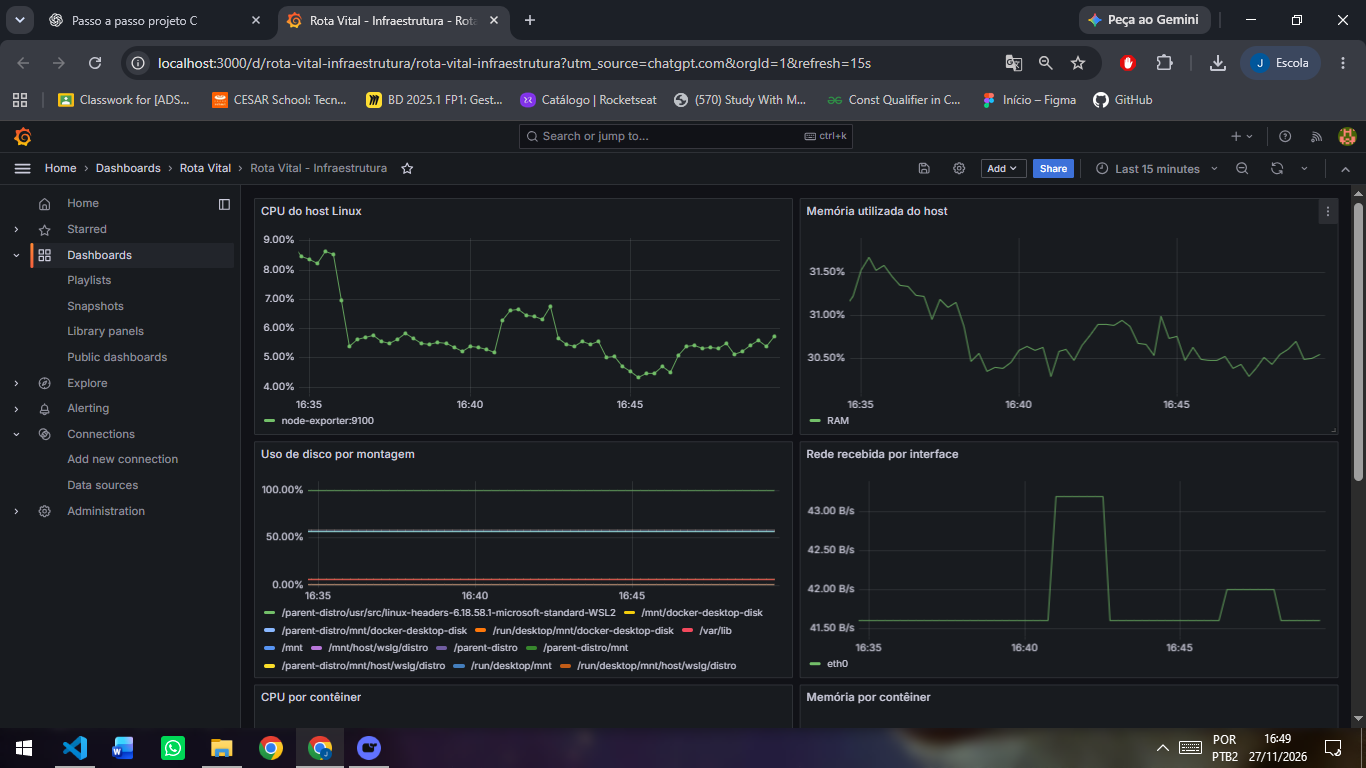 Passo a passo projeto C
Rota Vital - Infraestrutura - Rota
Peça ao Gemini
localhost:3000/d/rota-vital-infraestrutura/rota-vital-infraestrutura?utm_source=chatgpt.com&orgId=1&refresh=15s
J Escola
Classwork for [ADS...
CESAR School: Tecn...
BD 2025.1 FP1: Gest...
Catálogo | Rocketseat
(570) Study With M...
Const Qualifier in C...
Início – Figma
GitHub
Search or jump to...
ctrl+k
Home › Dashboards › Rota Vital › Rota Vital - Infraestrutura
Add
Share
Last 15 minutes
Home
Starred
Dashboards
Playlists
Snapshots
Library panels
Public dashboards
Explore
Alerting
Connections
Add new connection
Data sources
Administration
CPU do host Linux
9.00%
8.00%
7.00%
6.00%
5.00%
4.00%
16:35 16:40 16:45
node-exporter:9100
Memória utilizada do host
31.50%
31.00%
30.50%
16:35 16:40 16:45
RAM
Uso de disco por montagem
100.00%
50.00%
0.00%
16:35 16:40 16:45
/parent-distro/usr/src/linux-headers-6.18.58.1-microsoft-standard-WSL2 /mnt/docker-desktop-disk
/parent-distro/mnt/docker-desktop-disk /run/desktop/mnt/docker-desktop-disk /var/lib
/mnt /mnt/host/wslg/distro /parent-distro /parent-distro/mnt
/parent-distro/mnt/host/wslg/distro /run/desktop/mnt /run/desktop/mnt/host/wslg/distro
Rede recebida por interface
43.00 B/s
42.50 B/s
42.00 B/s
41.50 B/s
16:35 16:40 16:45
eth0
CPU por contêiner
Memória por contêiner
POR
PTB2
16:49
27/11/2026